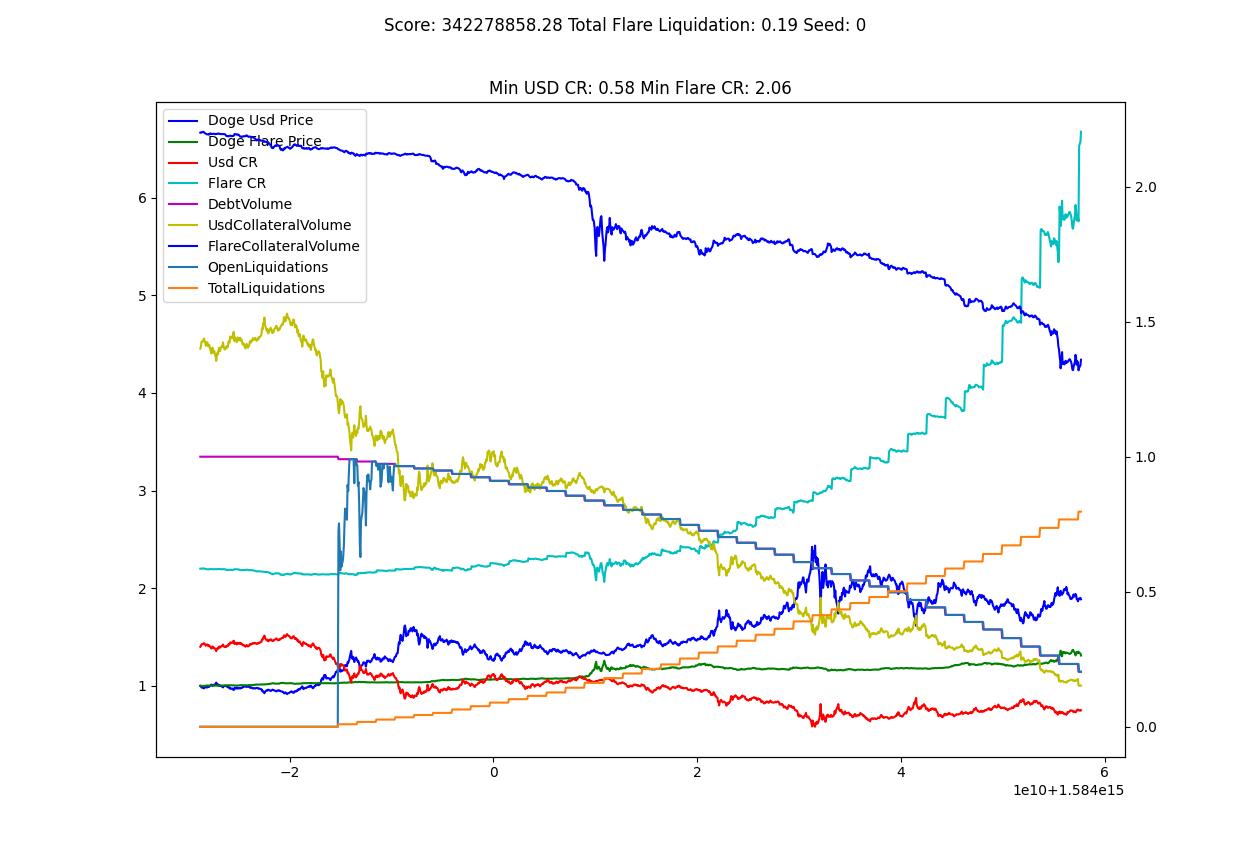 Score: 342278858.28 Total Flare Liquidation: 0.19 Seed: 0
Min USD CR: 0.58 Min Flare CR: 2.06
Doge Usd Price
Doge Flare Price
Usd CR
Flare CR
DebtVolume
UsdCollateralVolume
FlareCollateralVolume
OpenLiquidations
TotalLiquidations
6
5
4
3
2
1
2.0
1.5
1.0
0.5
0.0
−2
0
2
4
6
1e10+1.584e15